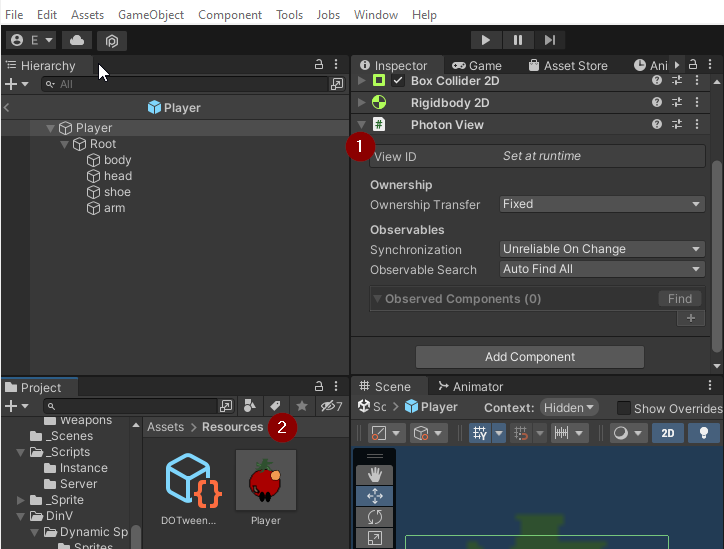 File Edit Assets GameObject Component Tools Jobs Window Help
E
Hierarchy
All
Player
Player
Root
body
head
shoe
arm
Inspector Game Asset Store Ani
Box Collider 2D
Rigidbody 2D
# Photon View
1
View ID Set at runtime
Ownership
Ownership Transfer Fixed
Observables
Synchronization Unreliable On Change
Observable Search Auto Find All
Observed Components (0) Find
+
Add Component
Project
7
Weapons
_Scenes
_Scripts
Instance
Server
_Sprite
DinV
Dynamic Sp
Sprites
Assets > Resources 2
DOTween...
Player
Scene Animator
Sc > Player Context: Hidden Show Overrides
Y 2D